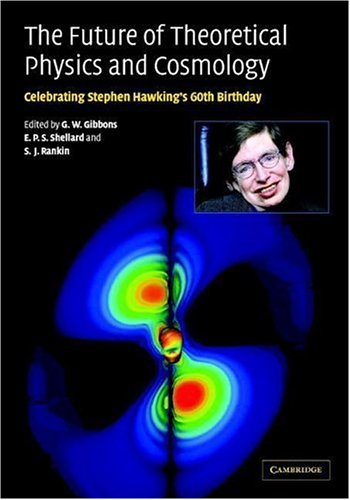 The Future of Theoretical
Physics and Cosmology
Celebrating Stephen Hawking's 60th Birthday
Edited by G. W. Gibbons
E. P. S. Shellard and
S. J. Rankin
CAMBRIDGE